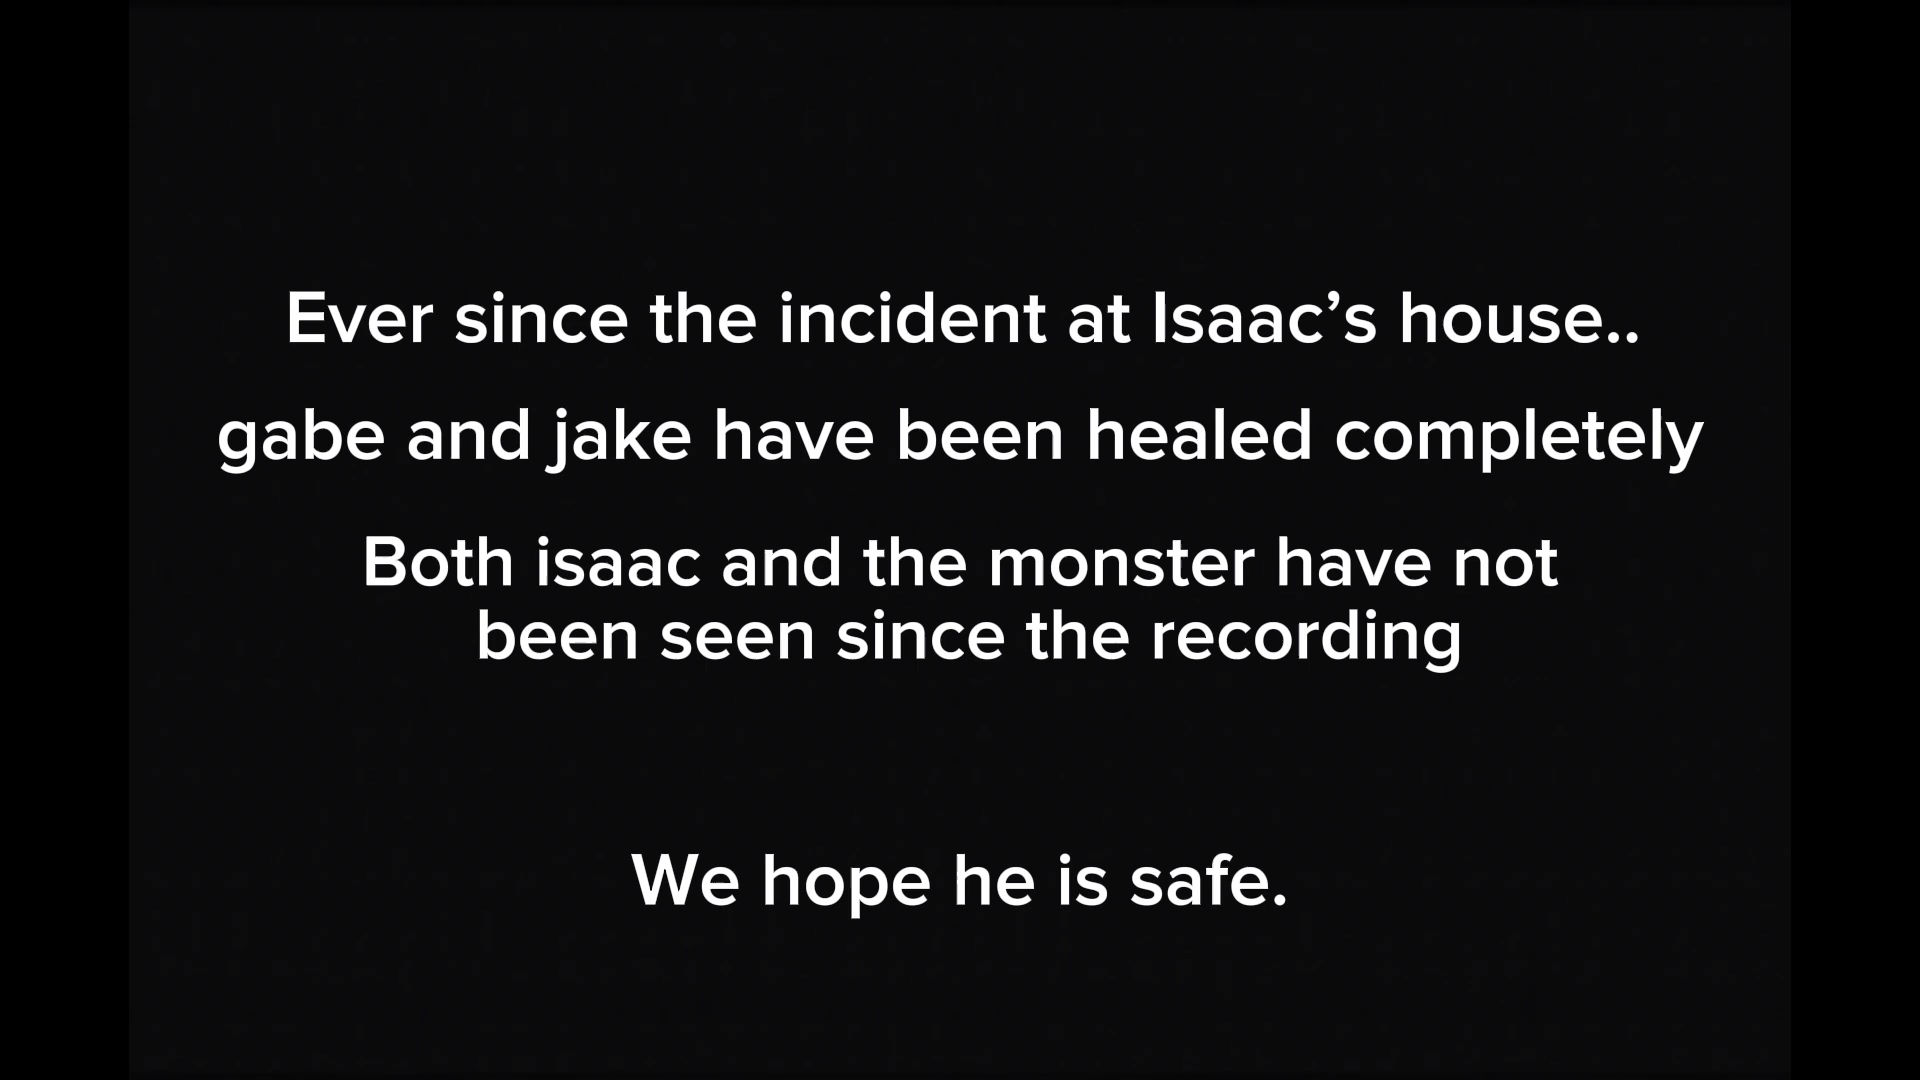 Ever since the incident at Isaac’s house..
gabe and jake have been healed completely
Both isaac and the monster have not
been seen since the recording
We hope he is safe.